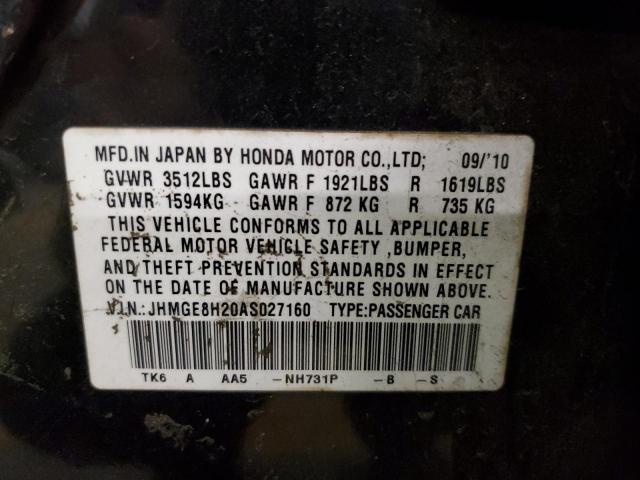 MFD.IN JAPAN BY HONDA MOTOR CO.,LTD; 09/'10
GVWR 3512LBS GAWR F 1921LBS R 1619LBS
GVWR 1594KG GAWR F 872 KG R 735 KG
THIS VEHICLE CONFORMS TO ALL APPLICABLE
FEDERAL MOTOR VEHICLE SAFETY ,BUMPER,
AND THEFT PREVENTION STANDARDS IN EFFECT
ON THE DATE OF MANUFACTURE SHOWN ABOVE.
V.I.N.:JHMGE8H20AS027160 TYPE:PASSENGER CAR
TK6 A AA5 -NH731P -B -S